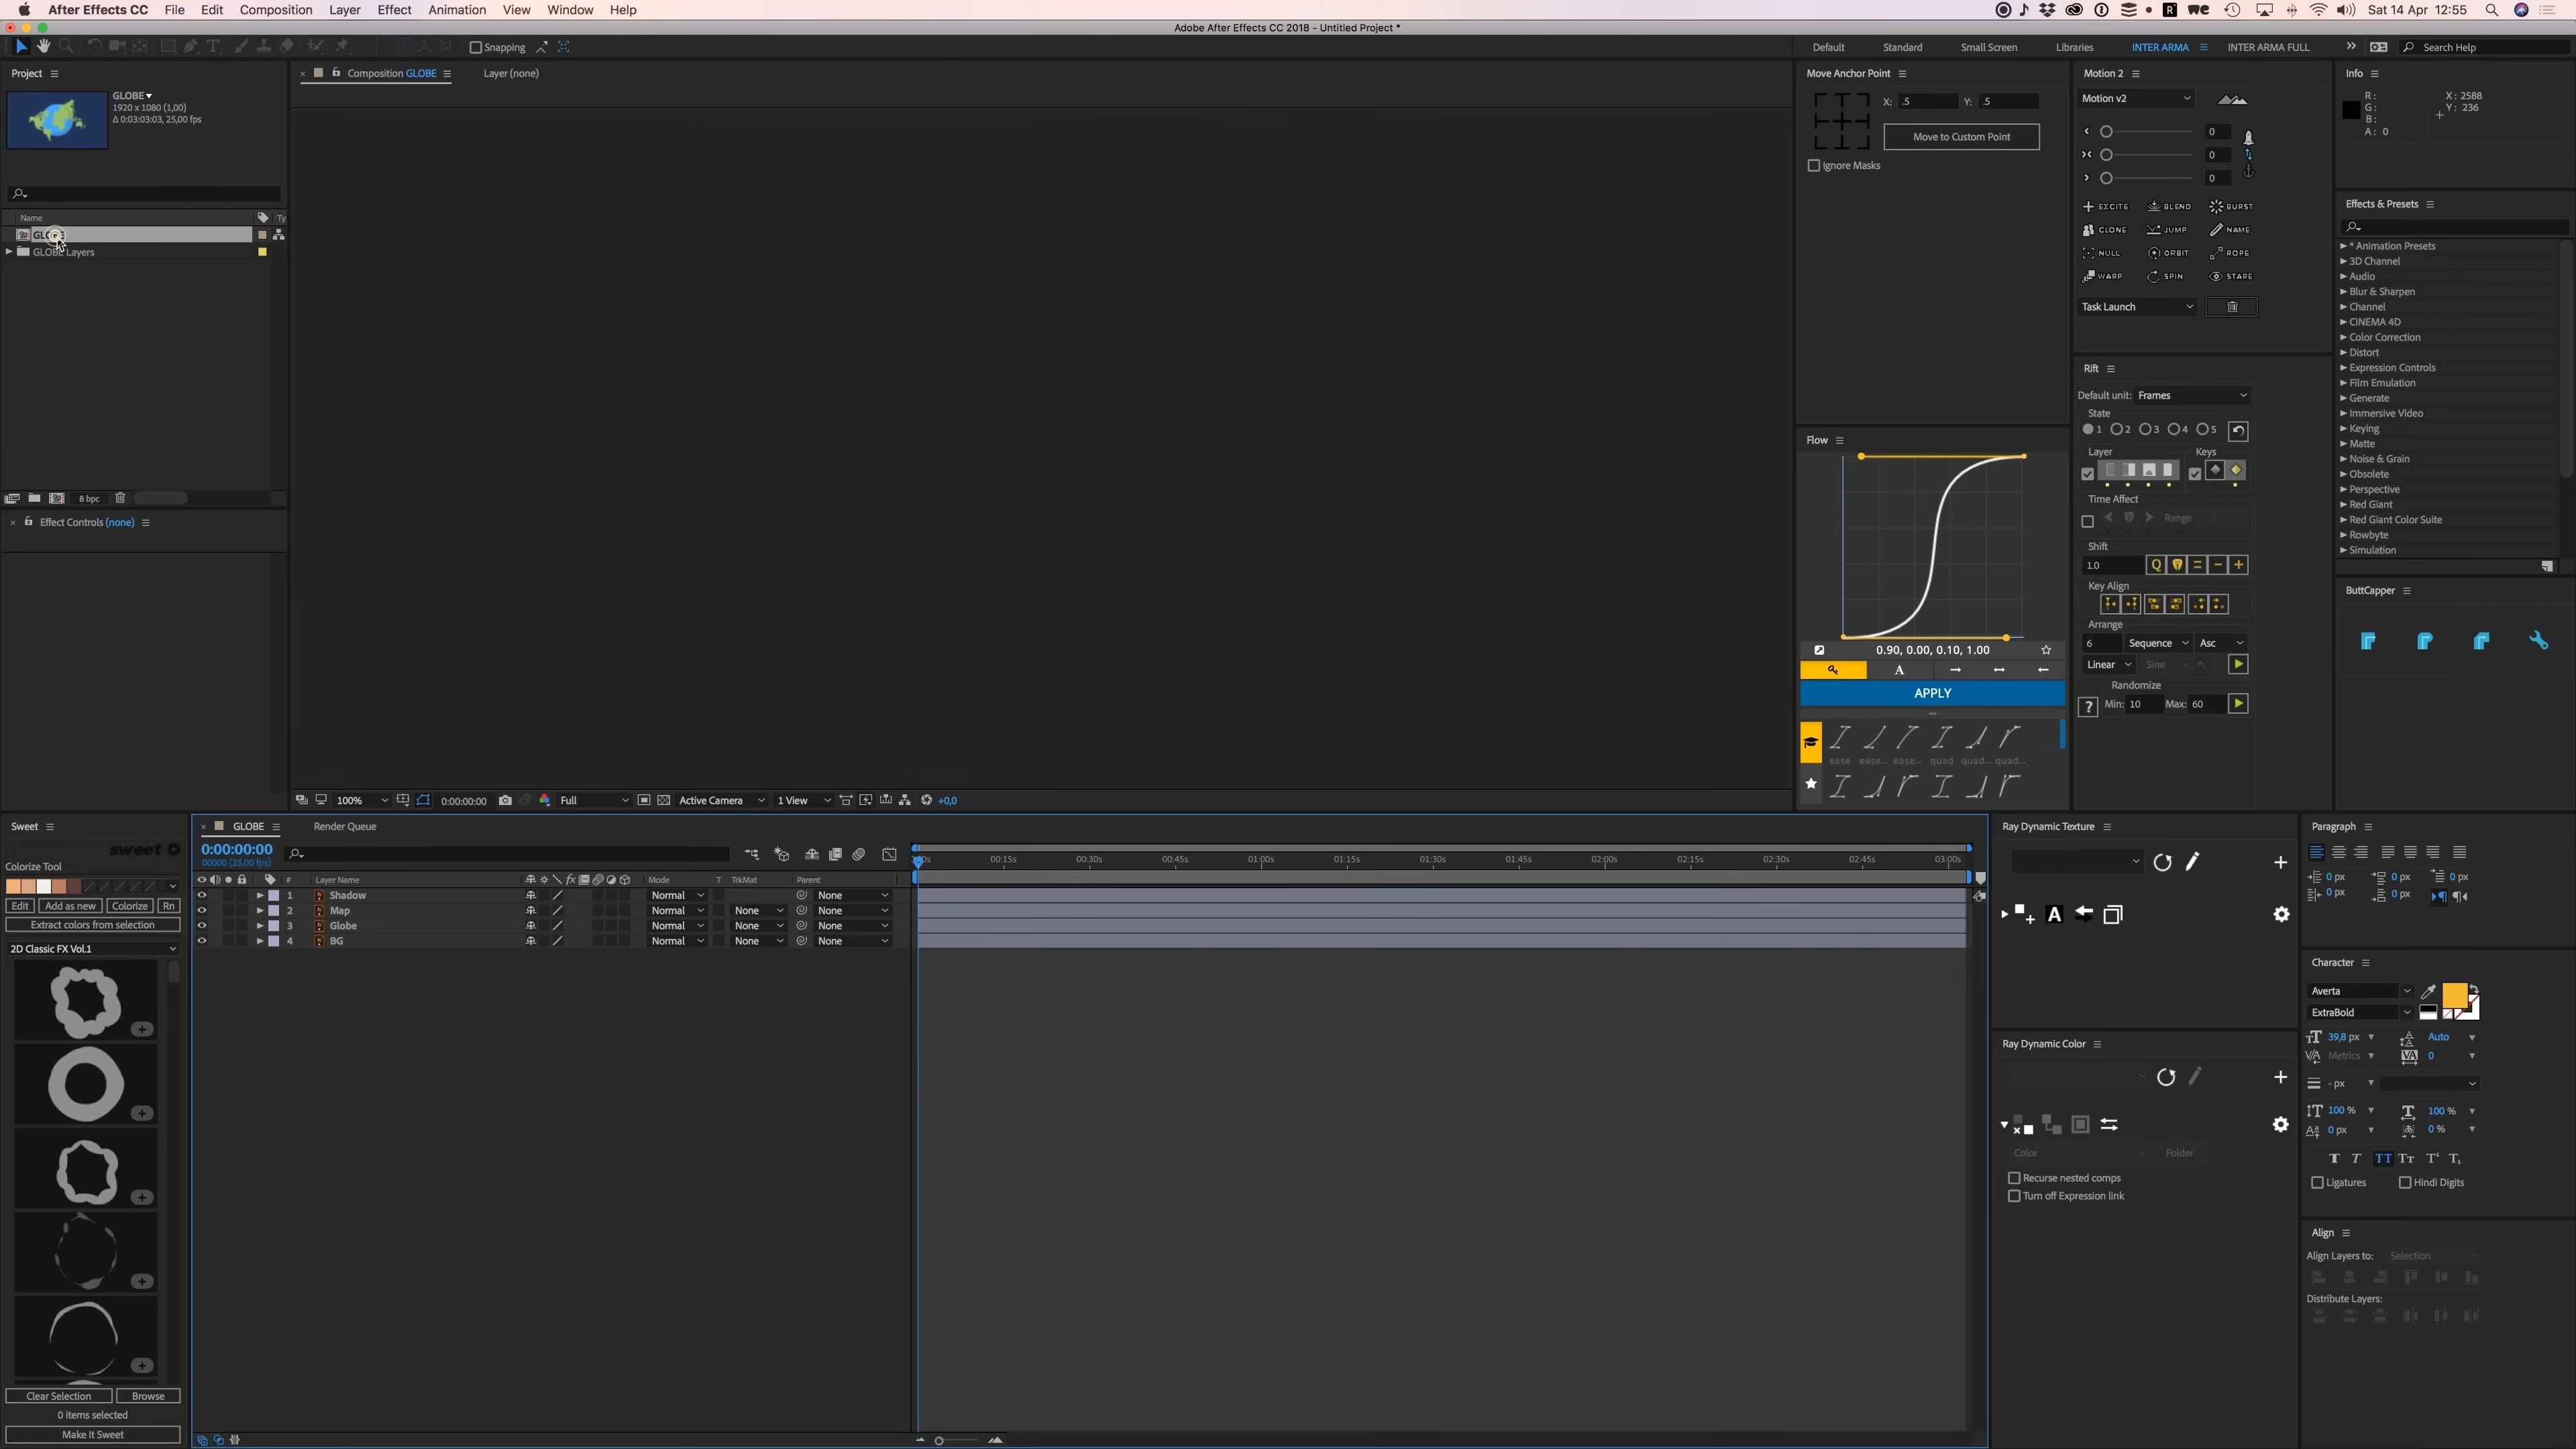 After Effects CC File Edit Composition Layer Effect Animation View Window Help
Sat 14 Apr 12:55
Adobe After Effects CC 2018 - Untitled Project *
Snapping
Default Standard Small Screen Libraries INTER ARMA INTER ARMA FULL Search Help
Project
GLOBE
1920 x 1080 (1,00)
Δ 0:03:03:03, 25,00 fps
Name Ty
GLOBE Layers
8 bpc
Effect Controls (none)
Composition GLOBE
Layer (none)
100% 0:00:00:00 Full Active Camera 1 View +0,0
Move Anchor Point
X: .5 Y: .5
Move to Custom Point
Ignore Masks
Flow
0.90, 0.00, 0.10, 1.00
A
APPLY
ease ease... ease... quad quad... quad...
Motion 2
Motion v2
0
0
0
EXCITE BLEND BURST
CLONE JUMP NAME
NULL ORBIT ROPE
WARP SPIN STARE
Task Launch
Rift
Default unit: Frames
State
1 2 3 4 5
Layer Keys
Time Affect
Range
Shift
1.0 Q
Key Align
Arrange
6 Sequence Asc
Linear Sine
Randomize
? Min: 10 Max: 60
Info
R: X: 2588
G: Y: 236
B:
A: 0
Effects & Presets
* Animation Presets
3D Channel
Audio
Blur & Sharpen
Channel
CINEMA 4D
Color Correction
Distort
Expression Controls
Film Emulation
Generate
Immersive Video
Keying
Matte
Noise & Grain
Obsolete
Perspective
Red Giant
Red Giant Color Suite
Rowbyte
Simulation
ButtCapper
Sweet
sweet
Colorize Tool
Edit Add as new Colorize Rn
Extract colors from selection
2D Classic FX Vol.1
Clear Selection Browse
0 items selected
Make It Sweet
GLOBE Render Queue
0:00:00:00
00000 (25.00 fps)
00:15s 00:30s 00:45s 01:00s 01:15s 01:30s 01:45s 02:00s 02:15s 02:30s 02:45s 03:00s
# Layer Name fx Mode T TrkMat Parent
1 Shadow Normal None
2 Map Normal None None
3 Globe Normal None None
4 BG Normal None None
Ray Dynamic Texture
A
Ray Dynamic Color
Color Folder
Recurse nested comps
Turn off Expression link
Paragraph
0 px 0 px 0 px
0 px 0 px
Character
Averta
ExtraBold
39,8 px Auto
Metrics 0
- px
100 % 100 %
0 px 0 %
T T TT Tt T¹ T₁
Ligatures Hindi Digits
Align
Align Layers to: Selection
Distribute Layers: